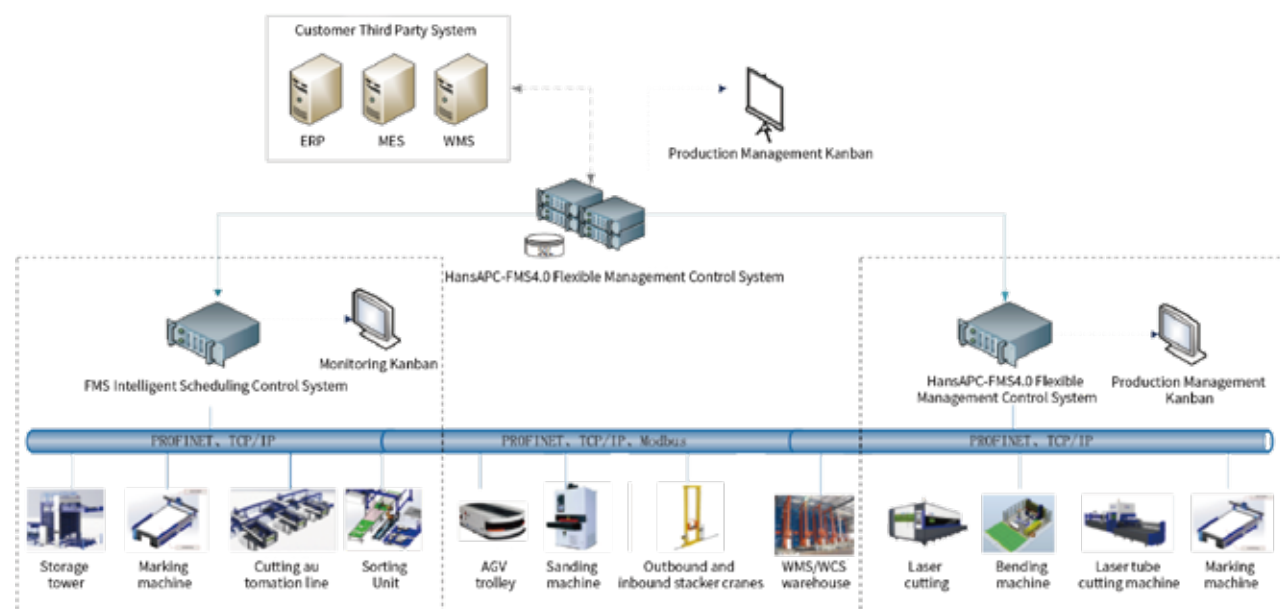 Customer Third Party System
ERP
MES
WMS
Production Management Kanban
HansAPC-FMS4.0 Flexible Management Control System
Monitoring Kanban
FMS Intelligent Scheduling Control System
HansAPC-FMS4.0 Flexible
Management Control System
Production Management
Kanban
PROFINET、TCP/IP
PROFINET、TCP/IP、Modbus
PROFINET、TCP/IP
Storage
tower
Marking
machine
Cutting au
tomation line
Sorting
Unit
AGV
trolley
Sanding
machine
Outbound and
inbound stacker cranes
WMS/WCS
warehouse
Laser
cutting
Bending
machine
Laser tube
cutting machine
Marking
machine